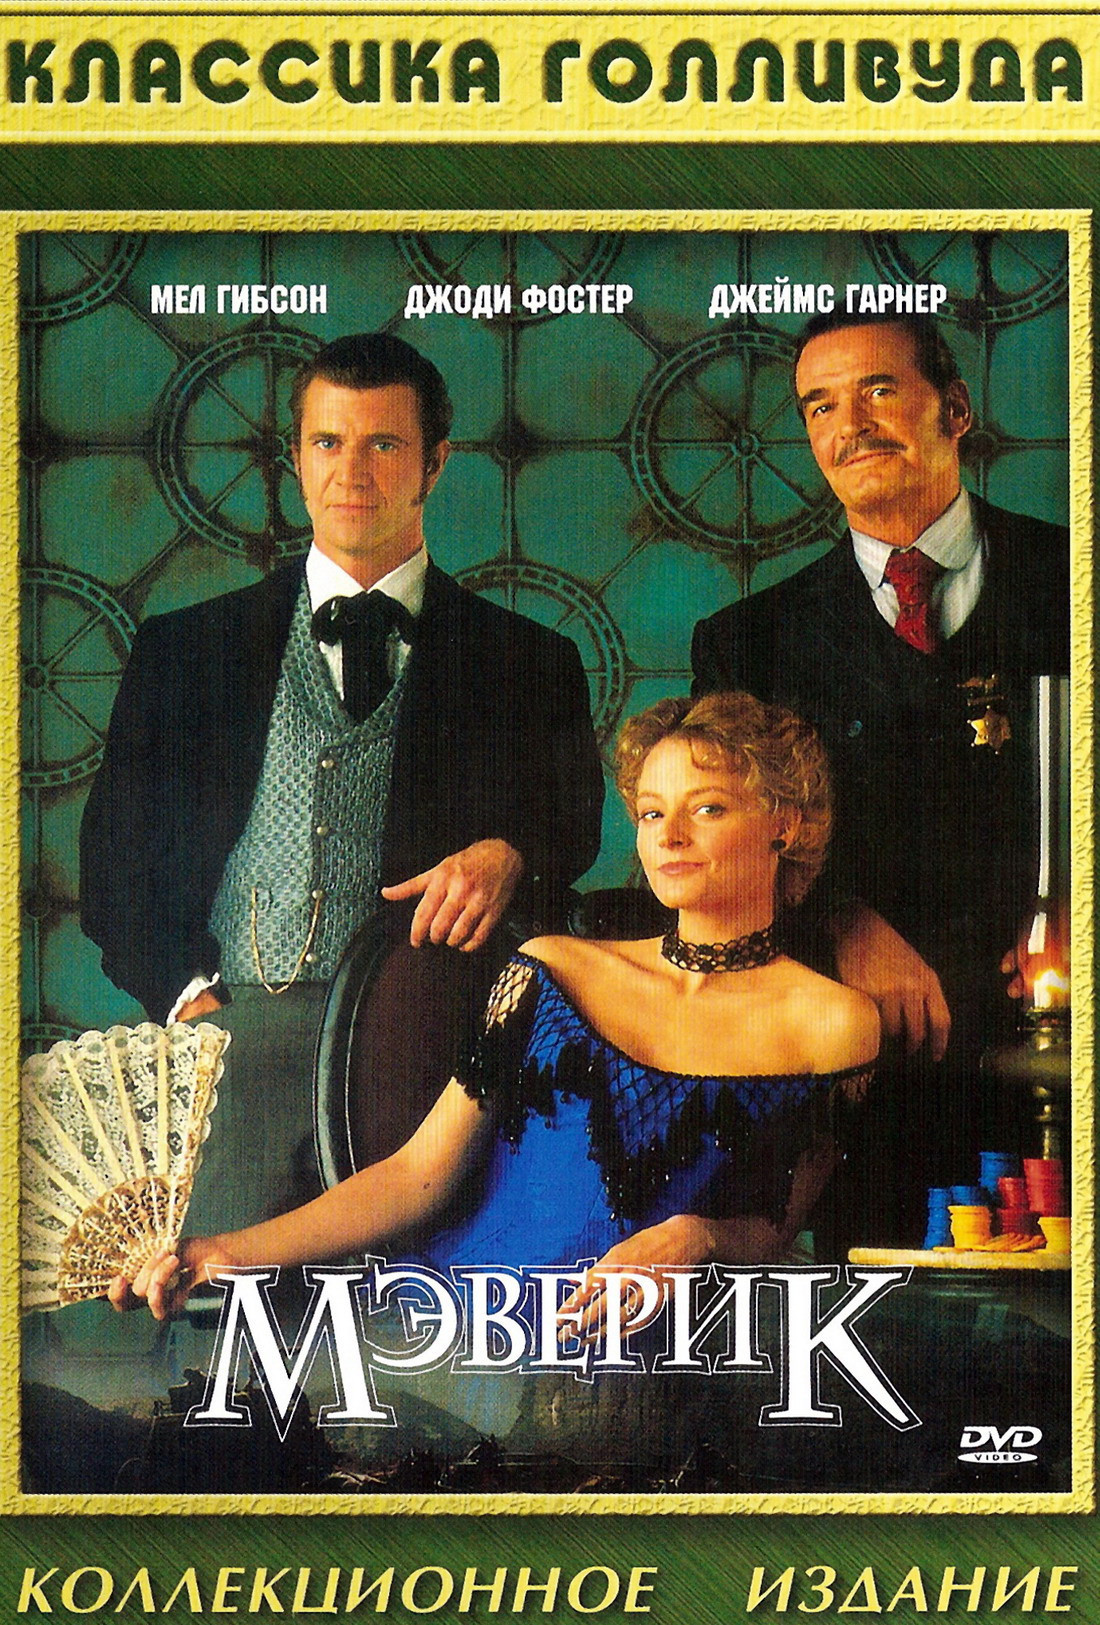 КЛАССИКА ГОЛЛИВУДА
МЕЛ ГИБСОН ДЖОДИ ФОСТЕР ДЖЕЙМС ГАРНЕР
МЭВЕРИК
DVD
VIDEO
КОЛЛЕКЦИОННОЕ ИЗДАНИЕ